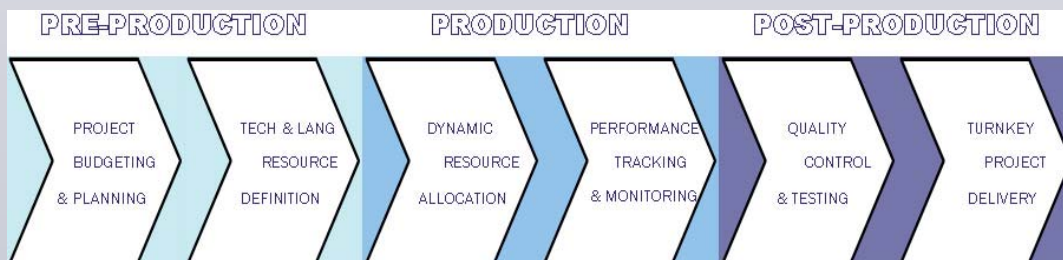 PRE-PRODUCTION
PRODUCTION
POST-PRODUCTION
PROJECT
BUDGETING
& PLANNING
TECH & LANG
RESOURCE
DEFINITION
DYNAMIC
RESOURCE
ALLOCATION
PERFORMANCE
TRACKING
& MONITORING
QUALITY
CONTROL
& TESTING
TURNKEY
PROJECT
DELIVERY